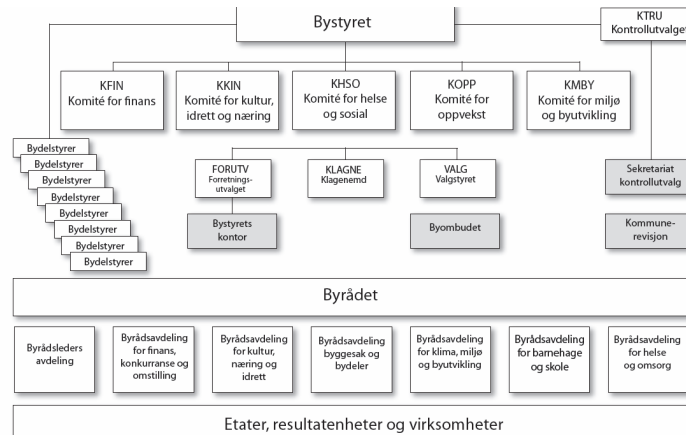 Bystyret
KTRU
Kontrollutvalget
KFIN
Komité for finans
KKIN
Komité for kultur,
idrett og næring
KHSO
Komité for helse
og sosial
KOPP
Komité for
oppvekst
KMBY
Komité for miljø
og byutvikling
Bydelstyrer
Bydelstyrer
Bydelstyrer
Bydelstyrer
Bydelstyrer
Bydelstyrer
Bydelstyrer
Bydelstyrer
FORUTV
Forretnings-
utvalget
KLAGNE
Klagenemd
VALG
Valgstyret
Sekretariat
kontrollutvalg
Bystyrets
kontor
Byombudet
Kommune-
revisjon
Byrådet
Byrådsleders
avdeling
Byrådsavdeling
for finans,
konkurranse og
omstilling
Byrådsavdeling
for kultur,
næring og
idrett
Byrådsavdeling
byggesak og
bydeler
Byrådsavdeling
for klima, miljø
og byutvikling
Byrådsavdeling
for barnehage
og skole
Byrådsavdeling
for helse
og omsorg
Etater, resultatenheter og virksomheter